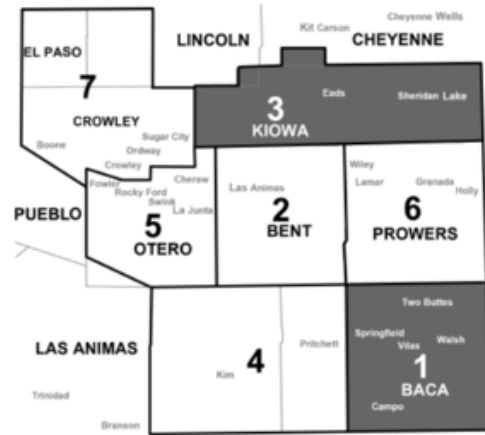 Cheyenne Wells
Kit Carson
LINCOLN
CHEYENNE
EL PASO
7
3
Eads
Sheridan Lake
CROWLEY
KIOWA
Sugar City
Boone
Ordway
Crowley
Wiley
Fowler
Cheraw
Las Animas
Lamar
Granada
Rocky Ford
Holly
Swink
La Junta
PUEBLO
5
2
6
OTERO
BENT
PROWERS
Two Buttes
Springfield
Walsh
LAS ANIMAS
Pritchett
Vilas
4
1
Kim
BACA
Trinidad
Campo
Branson